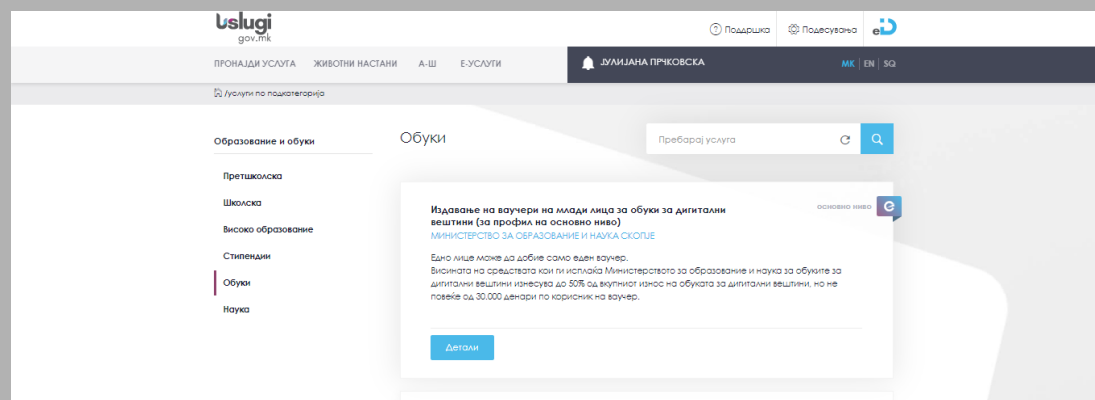 uslugi
gov.mk
Поддршка
Подесувања
eID
ПРОНАЈДИ УСЛУГА ЖИВОТНИ НАСТАНИ А-Ш Е-УСЛУГИ
ЈУЛИЈАНА ПРЧКОВСКА
MK | EN | SQ
/услуги по подкатегорија
Образование и обуки
Претшколска
Школска
Високо образование
Стипендии
Обуки
Наука
Обуки
Пребарај услуга
Издавање на ваучери на млади лица за обуки за дигитални
вештини (за профил на основно ниво)
МИНИСТЕРСТВО ЗА ОБРАЗОВАНИЕ И НАУКА СКОПЈЕ
ОСНОВНО НИВО
e
Едно лице може да добие само еден ваучер.
Висината на средствата кои ги исплаќа Министерството за образование и наука за обуките за
дигитални вештини изнесува до 50% од вкупниот износ на обуката за дигитални вештини, но не
повеќе од 30.000 денари по корисник на ваучер.
Детали